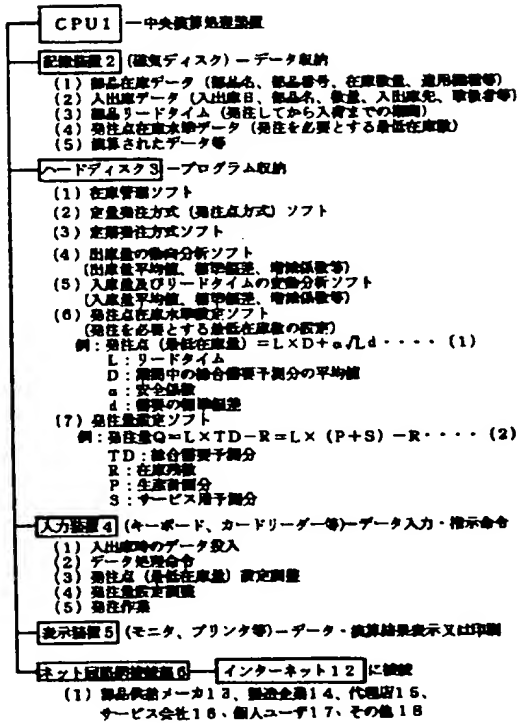 CPU1 ー中央演算処理装置
記憶装置2 (磁気ディスク) ーデータ収納
(1) 部品在庫データ (部品名、部品番号、在庫数量、適用機種等)
(2) 入出庫データ (入出庫日、部品名、数量、入出庫先、取扱者等)
(3) 部品リードタイム (発注してから入荷までの期間)
(4) 発注点在庫水準データ (発注を必要とする最低在庫数)
(5) 演算されたデータ等
ハードディスク3 ープログラム収納
(1) 在庫管理ソフト
(2) 定量発注方式 (発注点方式) ソフト
(3) 定期発注方式ソフト
(4) 出庫量の動向分析ソフト
(出庫量平均値、標準偏差、増減係数等)
(5) 入庫量及びリードタイムの変動分析ソフト
(入庫量平均値、標準偏差、増減係数等)
(6) 発注点在庫水準設定ソフト
(発注を必要とする最低在庫数の設定)
例:発注点 (最低在庫量) =L×D+α√Ld・・・・ (1)
L:リードタイム
D:期間中の総合需要予測分の平均値
α:安全係数
d:需要の標準偏差
(7) 発注量設定ソフト
例:発注量Q=L×TD-R=L× (P+S) -R・・・・ (2)
TD:総合需要予測分
R:在庫残数
P:生産計画分
S:サービス用予測分
入力装置4 (キーボード、カードリーダー等)ーデータ入力・指示命令
(1) 入出庫時のデータ投入
(2) データ処理命令
(3) 発注点 (最低在庫量) 設定調整
(4) 発注量設定調整
(5) 発注作業
表示装置5 (モニタ、プリンタ等) ーデータ・演算結果表示又は印刷
ネット回路網接続部6 インターネット12 に接続
(1) 部品供給メーカ13、製造企業14、代理店15、
サービス会社16、個人ユーザ17、その他18